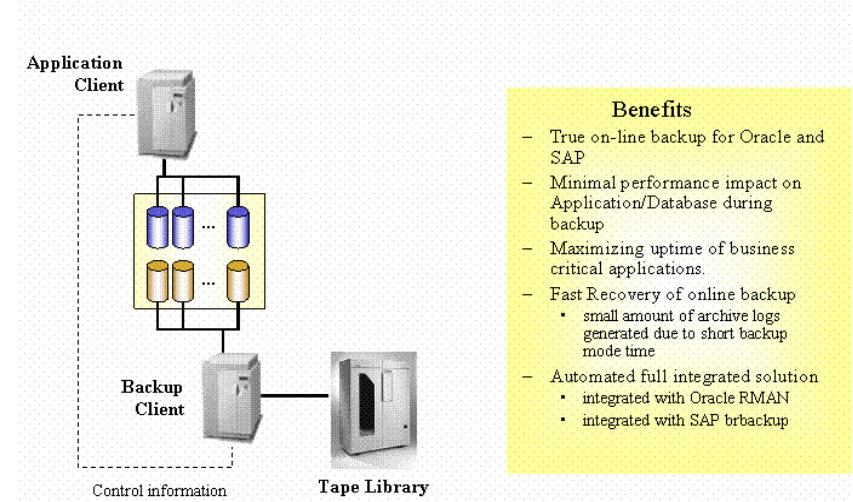 Application
Client
...
...
Backup
Client
Control information
Tape Library
Benefits
– True on-line backup for Oracle and
SAP
– Minimal performance impact on
Application/Database during
backup
– Maximizing uptime of business
critical applications.
– Fast Recovery of online backup
• small amount of archive logs
generated due to short backup
mode time
– Automated full integrated solution
• integrated with Oracle RMAN
• integrated with SAP brbackup